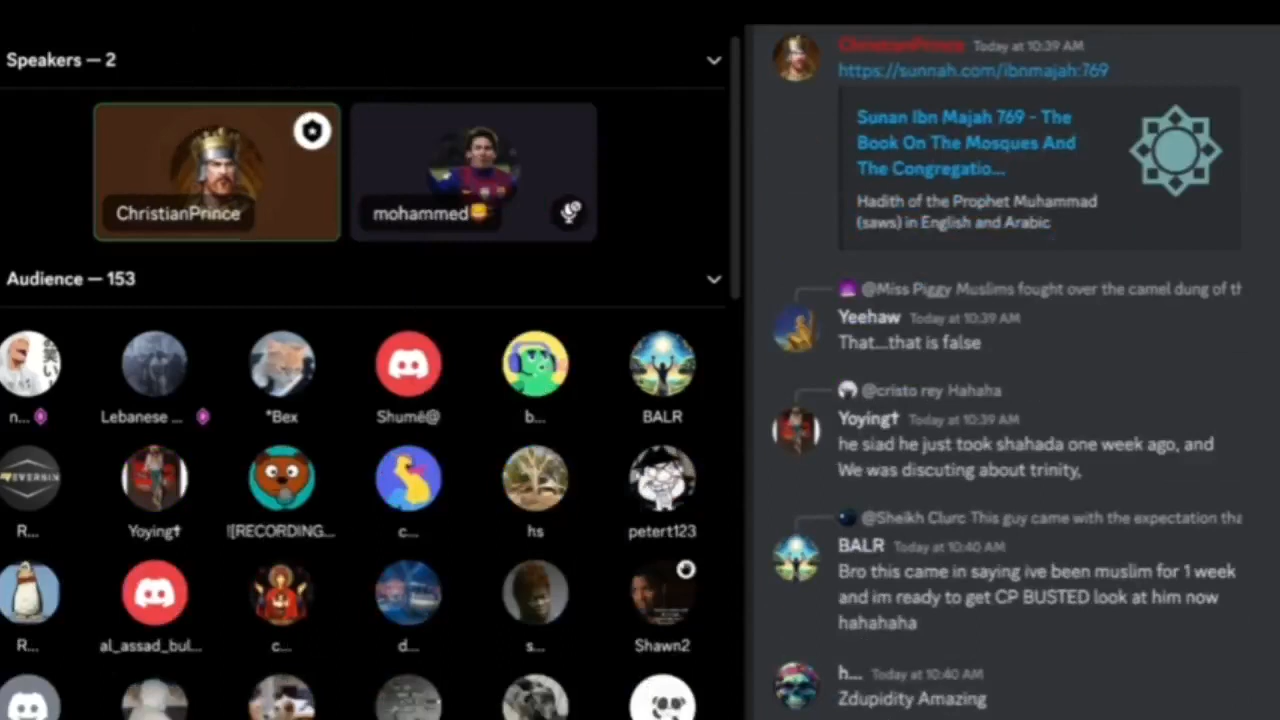 Speakers — 2
ChristianPrince
mohammed
Audience — 153
n...
Lebanese ...
*Bex
Shumë@
b...
BALR
R...
Yoying†
![RECORDING...
c...
hs
petert123
R...
al_assad_bul...
c...
d...
s...
Shawn2
ChristianPrince Today at 10:39 AM
https://sunnah.com/ibnmajah:769
Sunan Ibn Majah 769 - The
Book On The Mosques And
The Congregatio...
Hadith of the Prophet Muhammad
(saws) in English and Arabic
@Miss Piggy Muslims fought over the camel dung of th
Yeehaw Today at 10:39 AM
That...that is false
@cristo rey Hahaha
Yoying† Today at 10:39 AM
he siad he just took shahada one week ago, and
We was discuting about trinity,
@Sheikh Clurc This guy came with the expectation tha
BALR Today at 10:40 AM
Bro this came in saying ive been muslim for 1 week
and im ready to get CP BUSTED look at him now
hahahaha
h... Today at 10:40 AM
Zdupidity Amazing